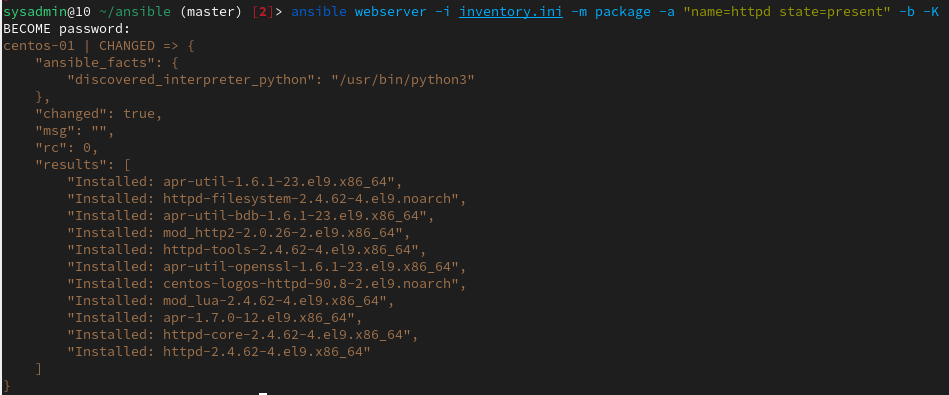 sysadmin@10 ~/ansible (master) [2]> ansible webserver -i inventory.ini -m package -a "name=httpd state=present" -b -K
BECOME password:
centos-01 | CHANGED => {
    "ansible_facts": {
        "discovered_interpreter_python": "/usr/bin/python3"
    },
    "changed": true,
    "msg": "",
    "rc": 0,
    "results": [
        "Installed: apr-util-1.6.1-23.el9.x86_64",
        "Installed: httpd-filesystem-2.4.62-4.el9.noarch",
        "Installed: apr-util-bdb-1.6.1-23.el9.x86_64",
        "Installed: mod_http2-2.0.26-2.el9.x86_64",
        "Installed: httpd-tools-2.4.62-4.el9.x86_64",
        "Installed: apr-util-openssl-1.6.1-23.el9.x86_64",
        "Installed: centos-logos-httpd-90.8-2.el9.noarch",
        "Installed: mod_lua-2.4.62-4.el9.x86_64",
        "Installed: apr-1.7.0-12.el9.x86_64",
        "Installed: httpd-core-2.4.62-4.el9.x86_64",
        "Installed: httpd-2.4.62-4.el9.x86_64"
    ]
}